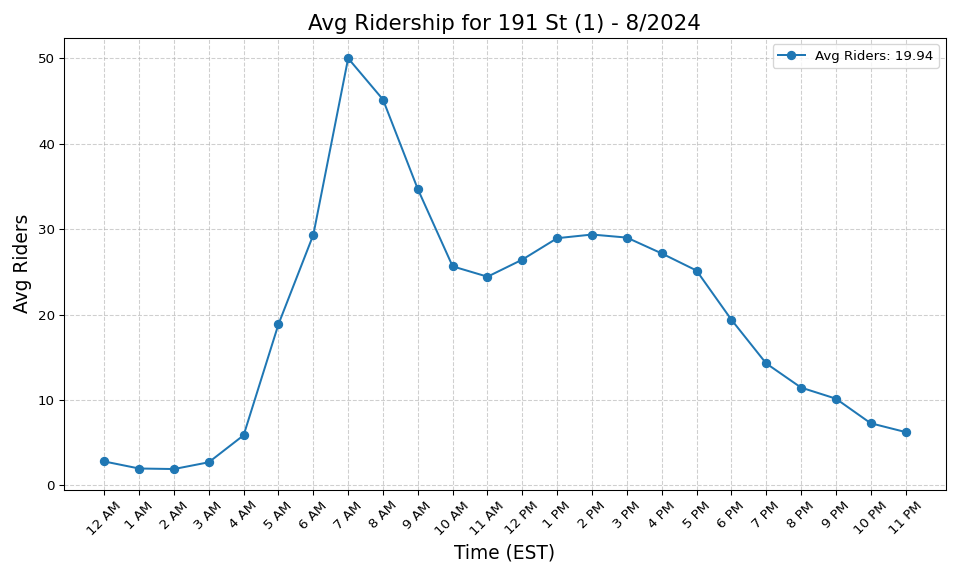 Avg Ridership for 191 St (1) - 8/2024
Avg Riders: 19.94
Avg Riders
50
40
30
20
10
0
12 AM 1 AM 2 AM 3 AM 4 AM 5 AM 6 AM 7 AM 8 AM 9 AM 10 AM 11 AM 12 PM 1 PM 2 PM 3 PM 4 PM 5 PM 6 PM 7 PM 8 PM 9 PM 10 PM 11 PM
Time (EST)